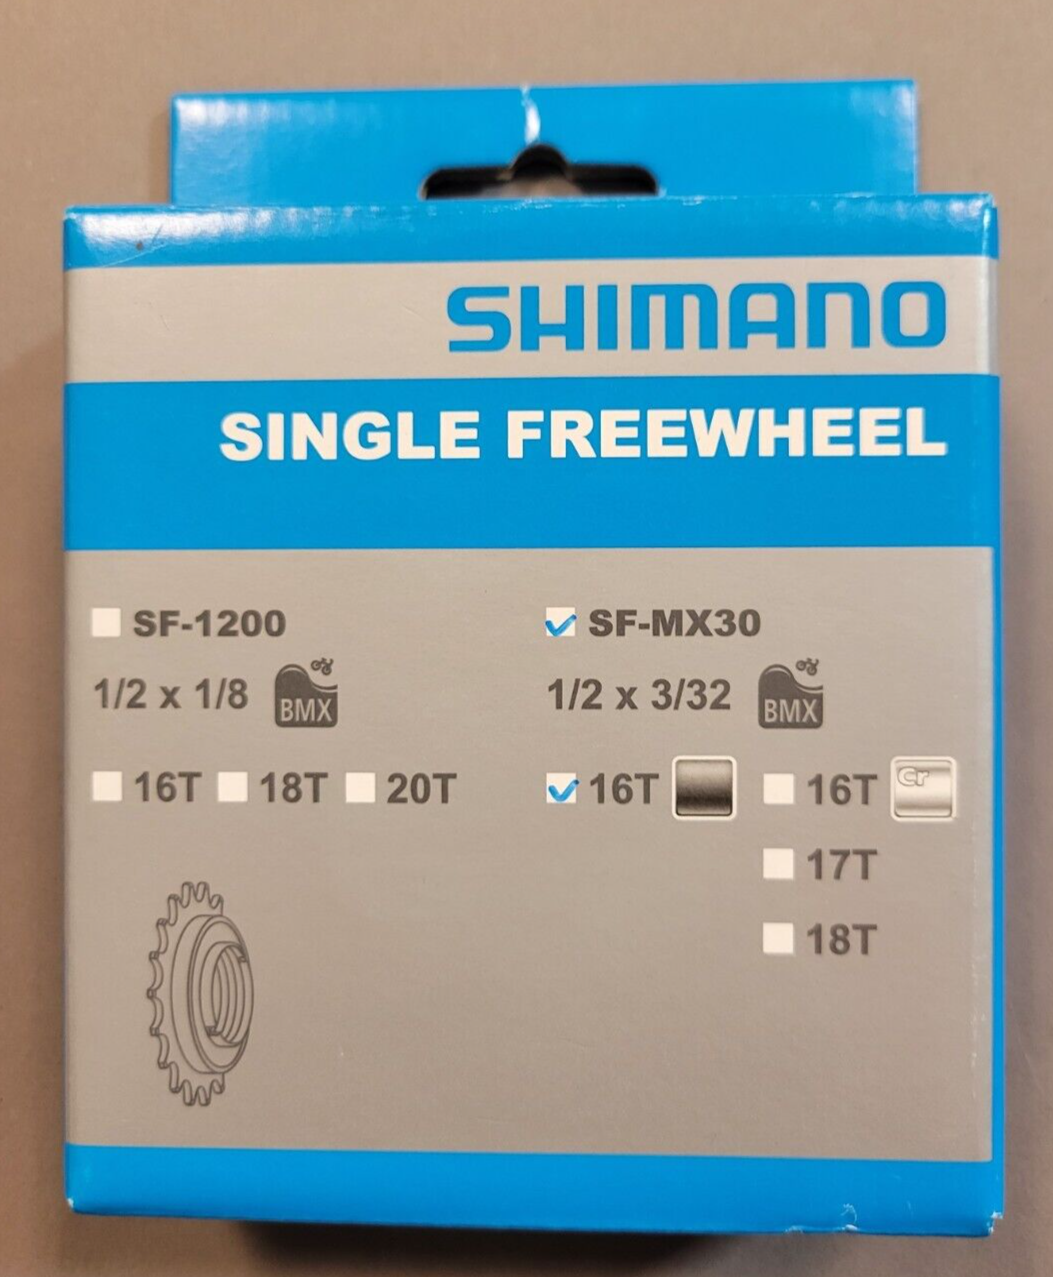 SHIMANO
SINGLE FREEWHEEL
SF-1200
1/2 x 1/8 BMX
16T 18T 20T
SF-MX30
1/2 x 3/32 BMX
16T 16T Cr
17T
18T